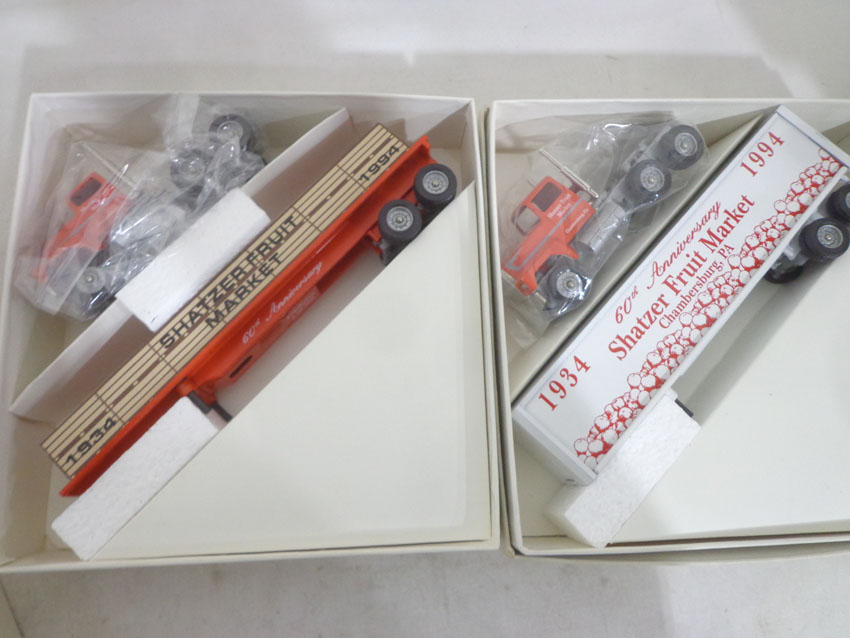 1934
SHATZER FRUIT
MARKET
1994
60th Anniversary
1934
60th Anniversary
1994
Shatzer Fruit Market
Chambersburg, PA